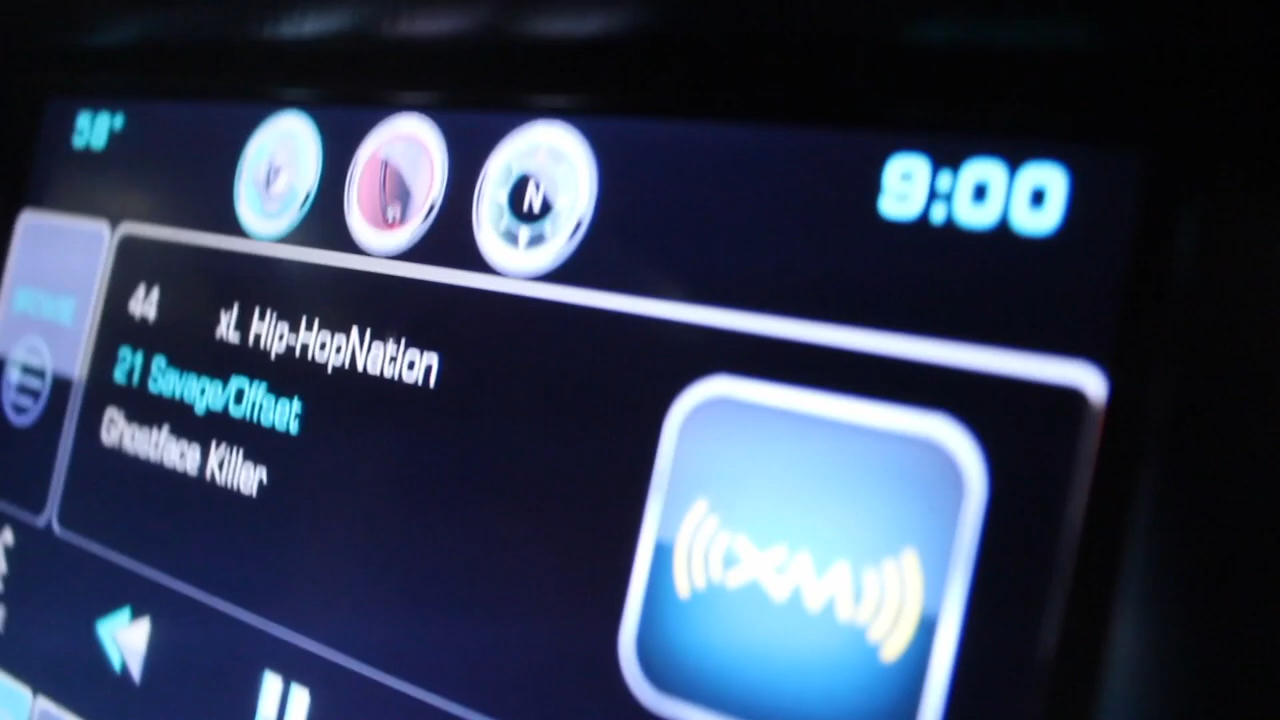 58°
N
9:00
44 xL Hip-HopNation
21 Savage/Offset
Ghostface Killer
XM